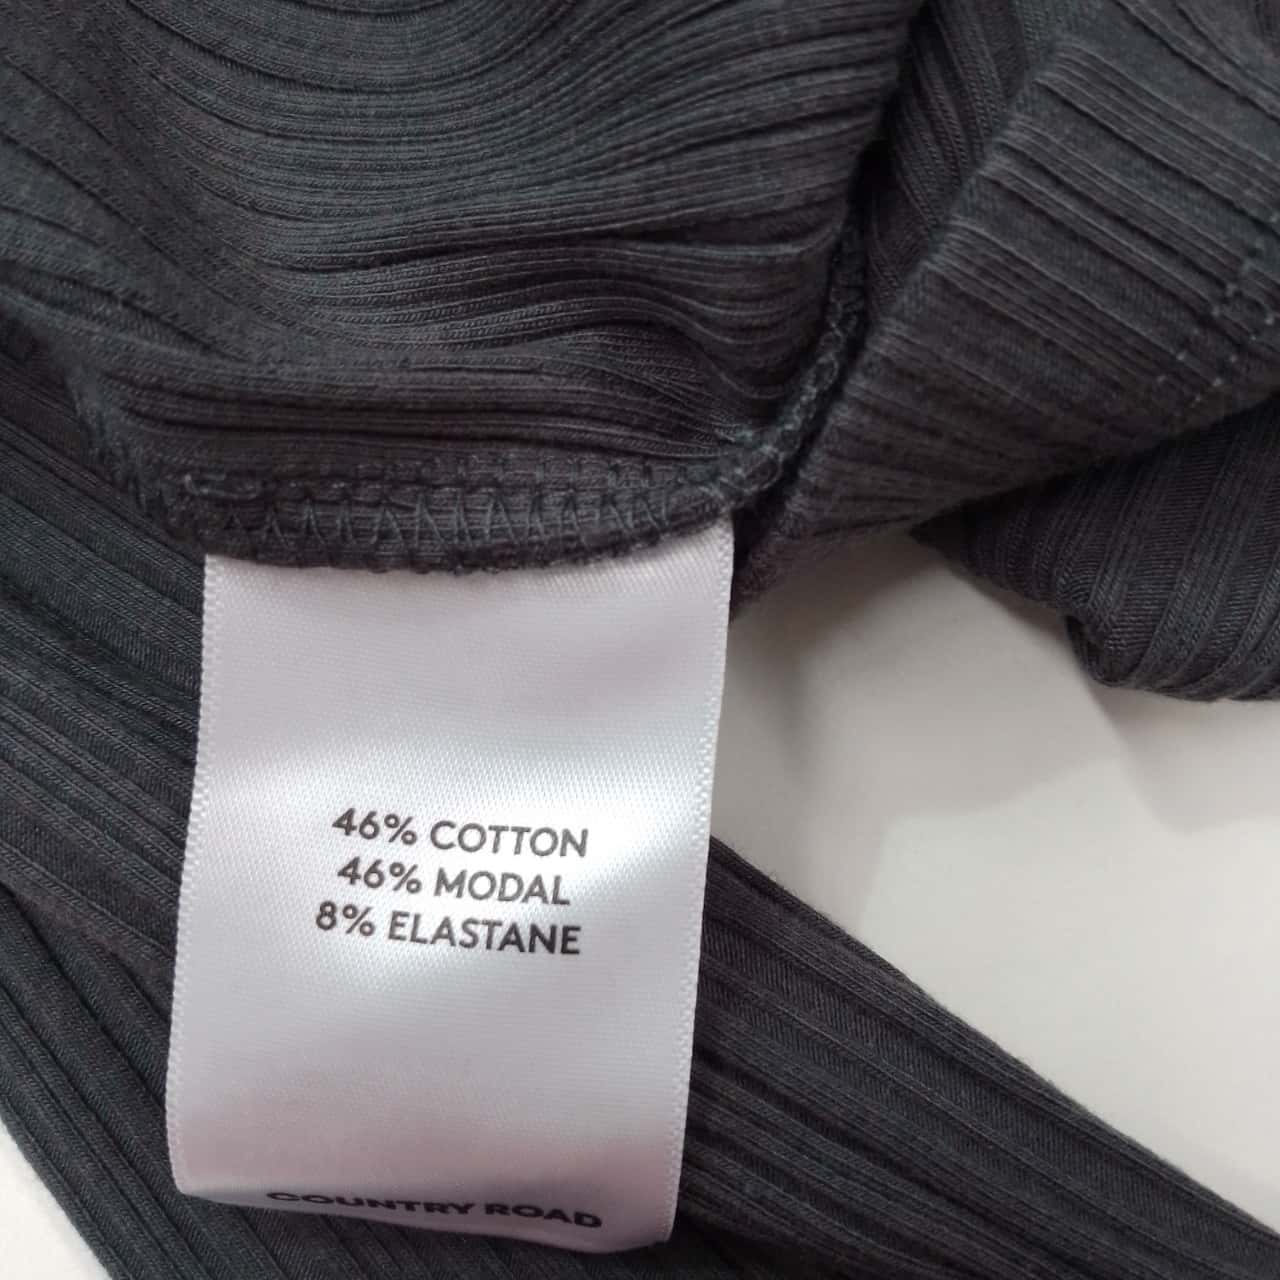 46% COTTON
46% MODAL
8% ELASTANE
COUNTRY ROAD